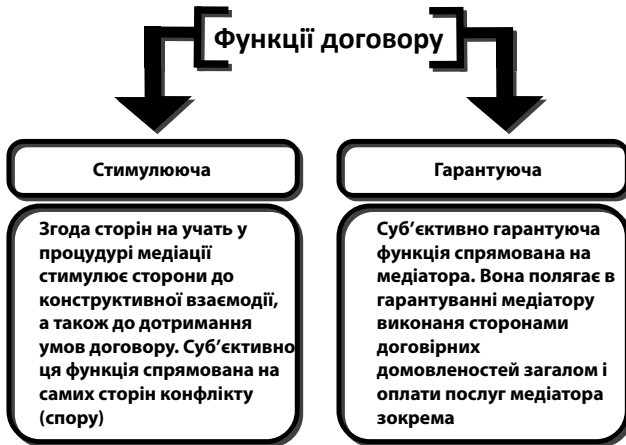 Функції договору
Стимулююча
Гарантуюча
Згода сторін на учать у
процудурі медіації
стимулює сторони до
конструктивної взаємодії,
а також до дотримання
умов договору. Суб’єктивно
ця функція спрямована на
самих сторін конфлікту
(спору)
Суб’єктивно гарантуюча
функція спрямована на
медіатора. Вона полягає в
гарантуванні медіатору
виконаня сторонами
договірних
домовленостей загалом і
оплати послуг медіатора
зокрема